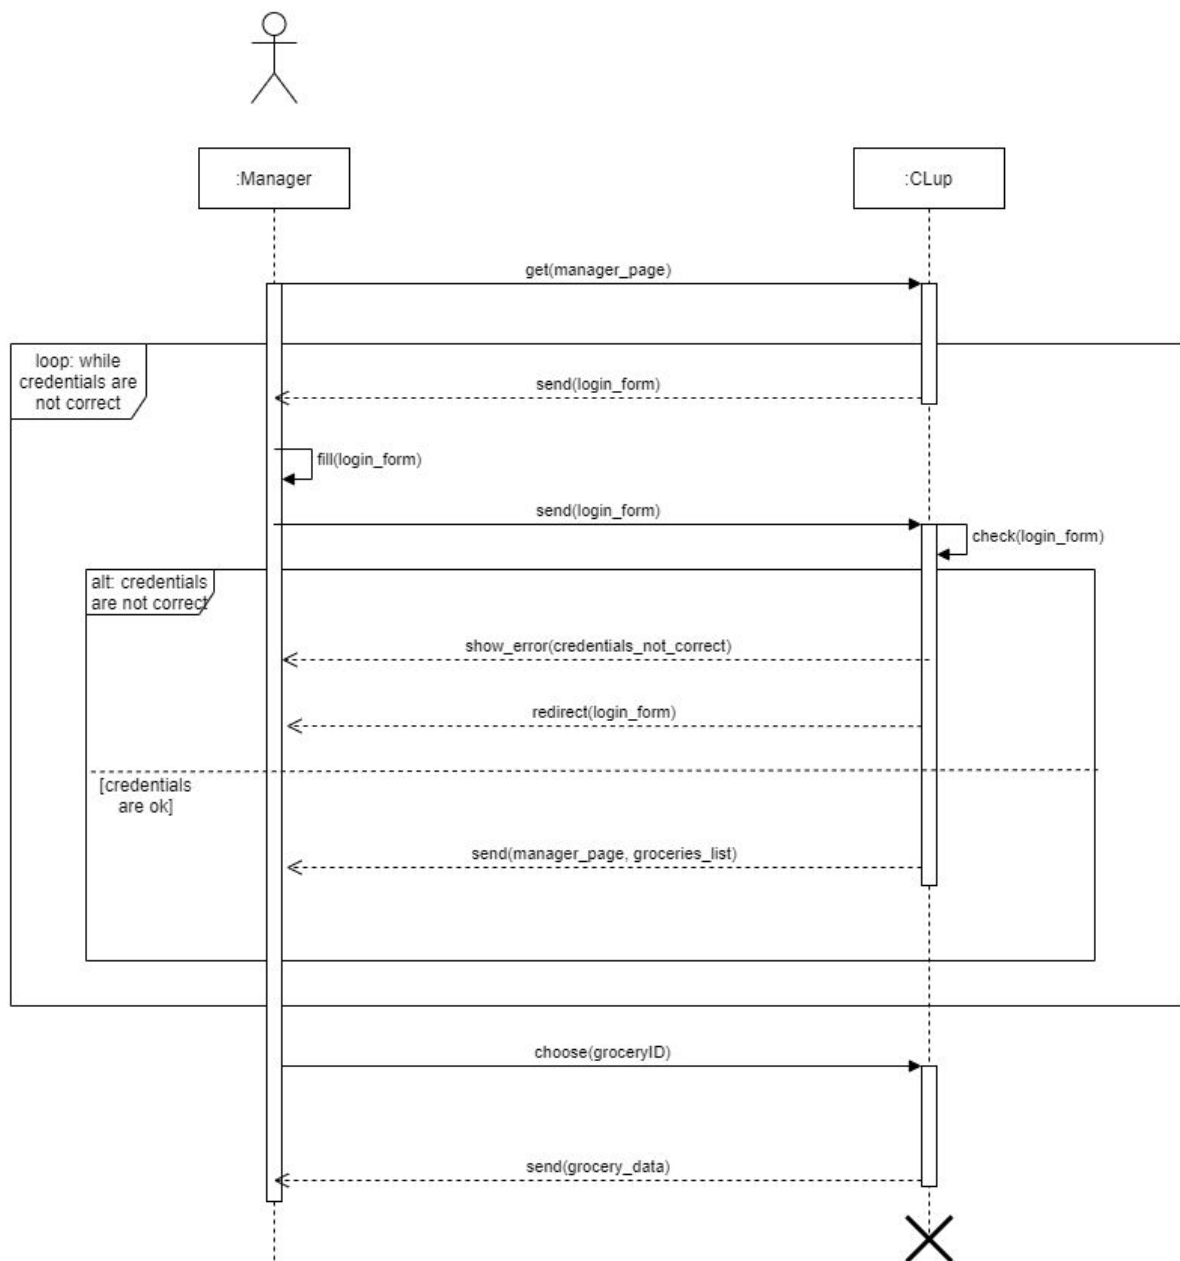 :Manager
:CLup
get(manager_page)
loop: while
credentials are
not correct
send(login_form)
fill(login_form)
send(login_form)
check(login_form)
alt: credentials
are not correct
show_error(credentials_not_correct)
redirect(login_form)
[credentials
are ok]
send(manager_page, groceries_list)
choose(groceryID)
send(grocery_data)